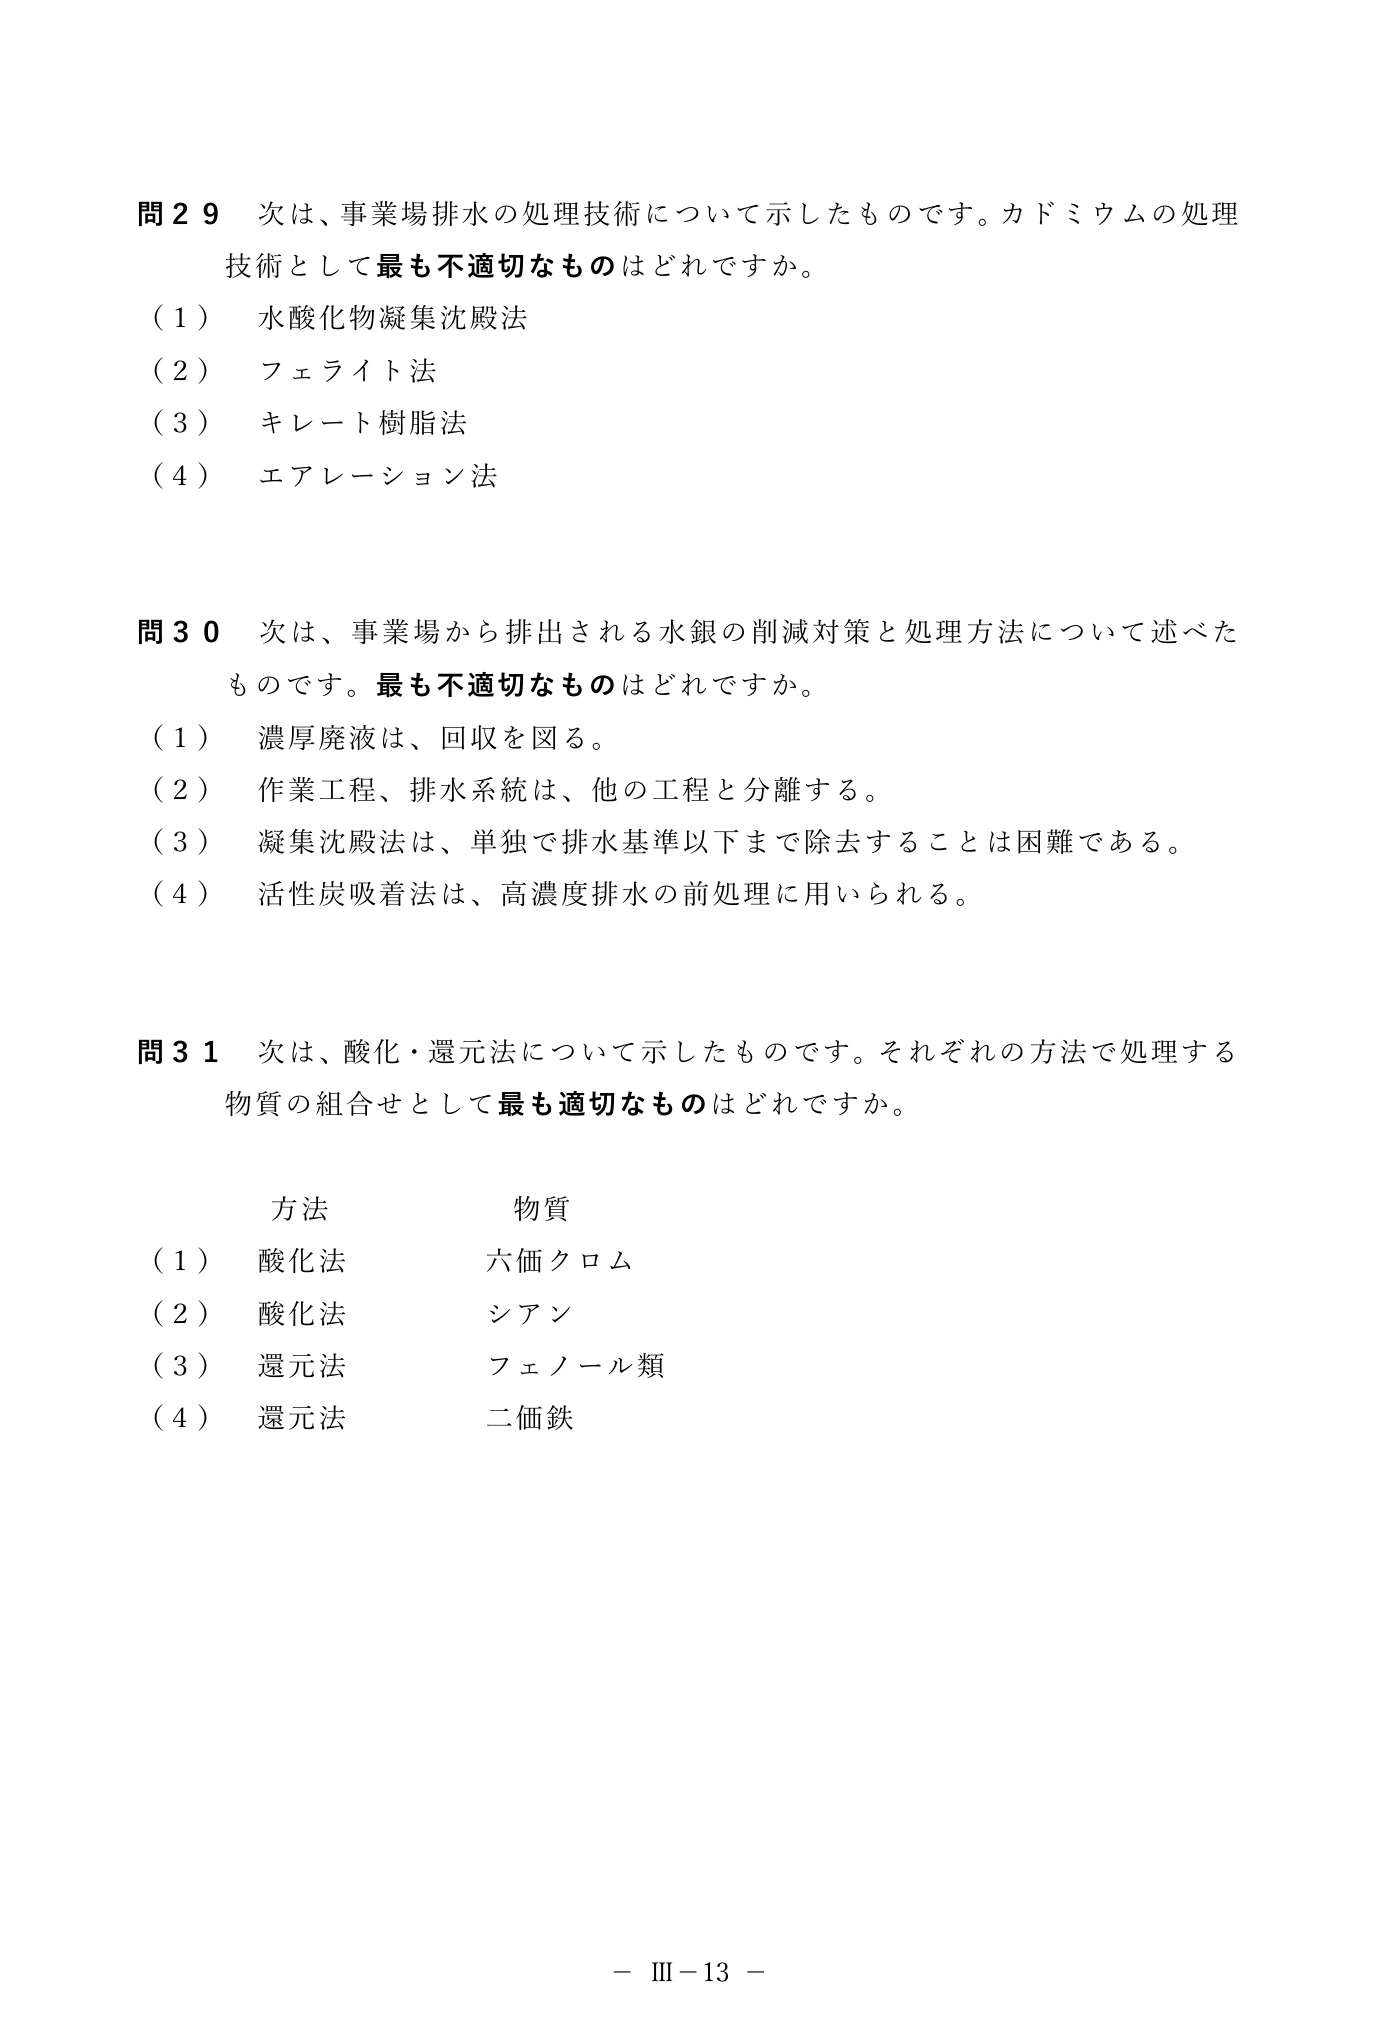 問２９　次は、事業場排水の処理技術について示したものです。カドミウムの処理
技術として最も不適切なものはどれですか。
（１）　水酸化物凝集沈殿法
（２）　フェライト法
（３）　キレート樹脂法
（４）　エアレーション法
問３０　次は、事業場から排出される水銀の削減対策と処理方法について述べた
ものです。最も不適切なものはどれですか。
（１）　濃厚廃液は、回収を図る。
（２）　作業工程、排水系統は、他の工程と分離する。
（３）　凝集沈殿法は、単独で排水基準以下まで除去することは困難である。
（４）　活性炭吸着法は、高濃度排水の前処理に用いられる。
問３１　次は、酸化・還元法について示したものです。それぞれの方法で処理する
物質の組合せとして最も適切なものはどれですか。
方法　物質
（１）　酸化法　六価クロム
（２）　酸化法　シアン
（３）　還元法　フェノール類
（４）　還元法　二価鉄
－ Ⅲ－13 －